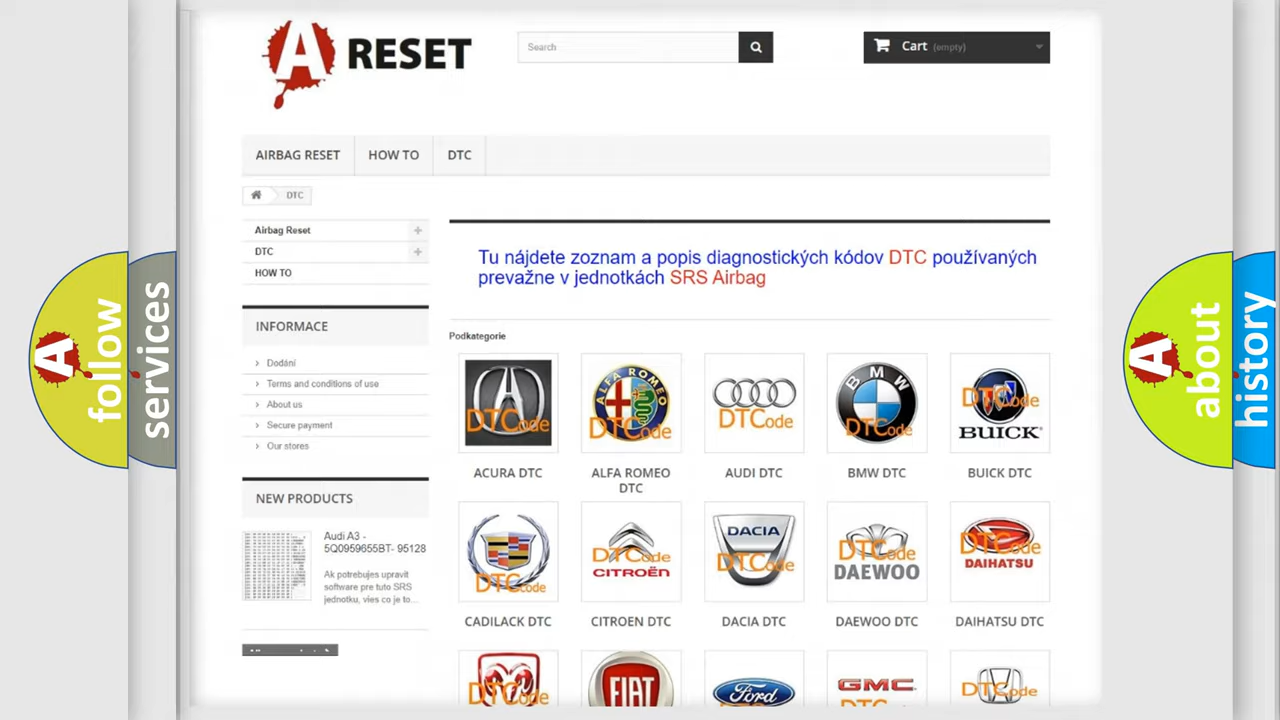 A RESET
Search
Cart (empty)
AIRBAG RESET
HOW TO
DTC
DTC
Airbag Reset
DTC
HOW TO
INFORMACE
Dodání
Terms and conditions of use
About us
Secure payment
Our stores
NEW PRODUCTS
Audi A3 -
5Q0959655BT- 95128
Ak potrebujes upravit
software pre tuto SRS
jednotku, vies co je to...
Tu nájdete zoznam a popis diagnostických kódov DTC používaných
prevažne v jednotkách SRS Airbag
Podkategorie
DTCode
ALFA ROMEO
DTCode
DTCode
BMW
DTCode
DTCode
BUICK
ACURA DTC
ALFA ROMEO
DTC
AUDI DTC
BMW DTC
BUICK DTC
DTCode
DTCode
CITROËN
DACIA
DTCode
DTCode
DAEWOO
DTCode
DAIHATSU
CADILACK DTC
CITROEN DTC
DACIA DTC
DAEWOO DTC
DAIHATSU DTC
DTCode
FIAT
Ford
GMC
DTCode
A follow
services
A about
history